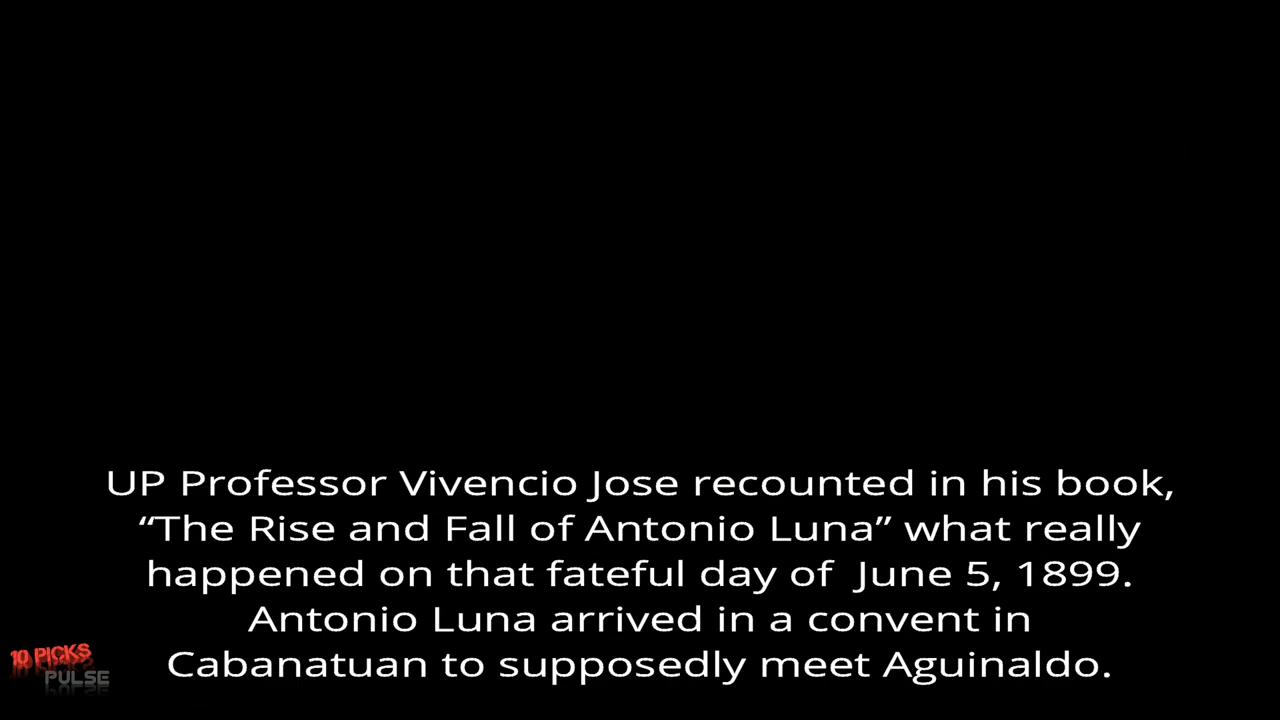 UP Professor Vivencio Jose recounted in his book,
“The Rise and Fall of Antonio Luna” what really
happened on that fateful day of  June 5, 1899.
Antonio Luna arrived in a convent in
Cabanatuan to supposedly meet Aguinaldo.
10 PICKS
PULSE